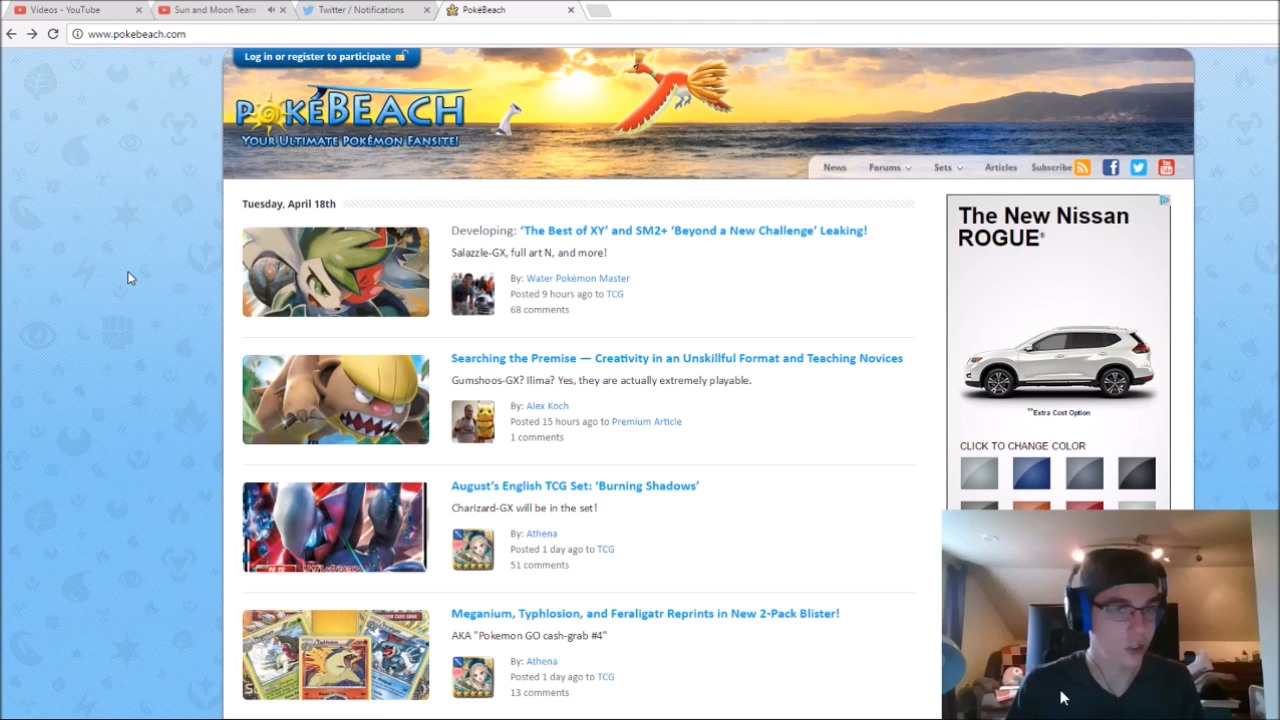 Videos - YouTube
Sun and Moon Team
Twitter / Notifications
PokéBeach
www.pokebeach.com
Log in or register to participate
POKÉBEACH
YOUR ULTIMATE POKÉMON FANSITE!
News
Forums
Sets
Articles
Subscribe
You Tube
Tuesday, April 18th
Developing: ‘The Best of XY’ and SM2+ ‘Beyond a New Challenge’ Leaking!
Salazzle-GX, full art N, and more!
By: Water Pokémon Master
Posted 9 hours ago to TCG
68 comments
Searching the Premise — Creativity in an Unskillful Format and Teaching Novices
Gumshoos-GX? Ilima? Yes, they are actually extremely playable.
By: Alex Koch
Posted 15 hours ago to Premium Article
1 comments
August’s English TCG Set: ‘Burning Shadows’
Charizard-GX will be in the set!
By: Athena
Posted 1 day ago to TCG
51 comments
Meganium, Typhlosion, and Feraligatr Reprints in New 2-Pack Blister!
AKA "Pokemon GO cash-grab #4"
By: Athena
Posted 1 day ago to TCG
13 comments
The New Nissan
ROGUE®
**Extra Cost Option
CLICK TO CHANGE COLOR